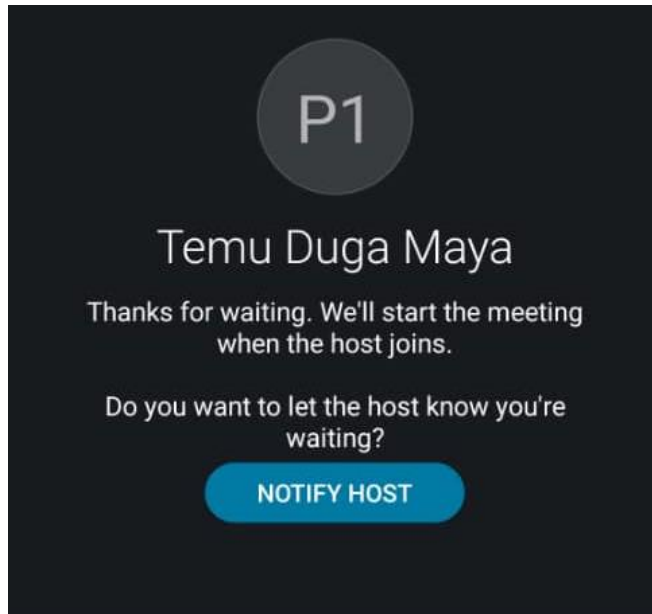 P1
Temu Duga Maya
Thanks for waiting. We'll start the meeting
when the host joins.
Do you want to let the host know you're
waiting?
NOTIFY HOST